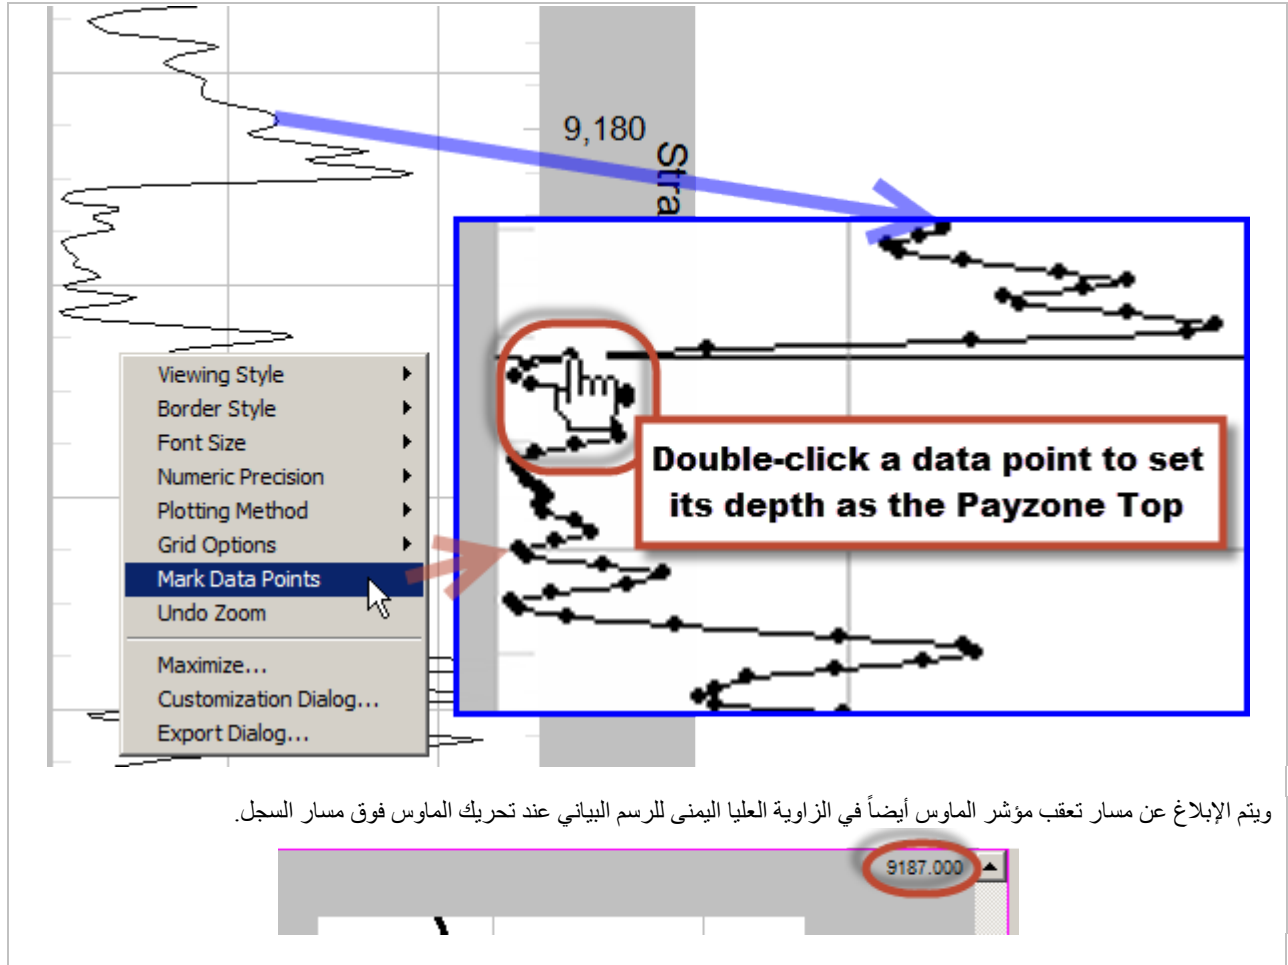 9,180
Stra
Viewing Style
Border Style
Font Size
Numeric Precision
Plotting Method
Grid Options
Mark Data Points
Undo Zoom
Maximize...
Customization Dialog...
Export Dialog...
Double-click a data point to set
its depth as the Payzone Top
ويتم الإبلاغ عن مسار تعقب مؤشر الماوس أيضاً في الزاوية العليا اليمنى للرسم البياني عند تحريك الماوس فوق مسار السجل.
9187.000